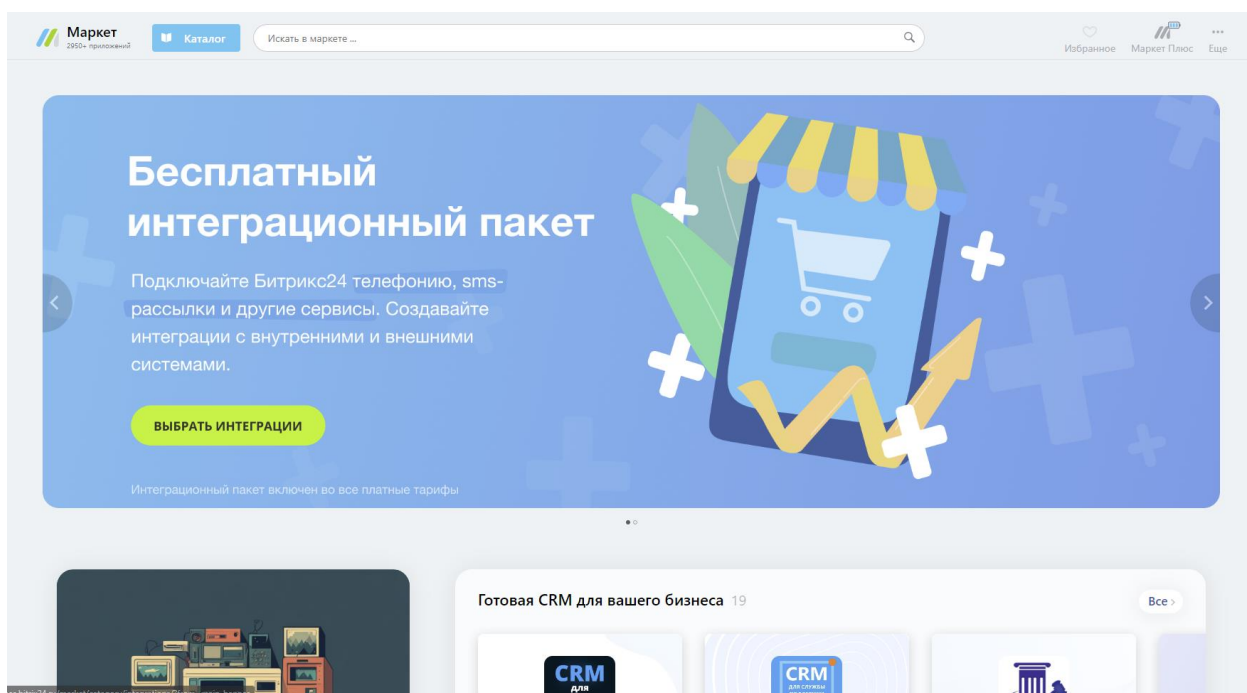 Маркет
2950+ приложений
Каталог
Искать в маркете ...
Избранное
Маркет Плюс
Еще
Бесплатный
интеграционный пакет
Подключайте Битрикс24 телефонию, sms-
рассылки и другие сервисы. Создавайте
интеграции с внутренними и внешними
системами.
ВЫБРАТЬ ИНТЕГРАЦИИ
Интеграционный пакет включен во все платные тарифы
Готовая CRM для вашего бизнеса 19
Все ›
CRM
для
CRM
для службы